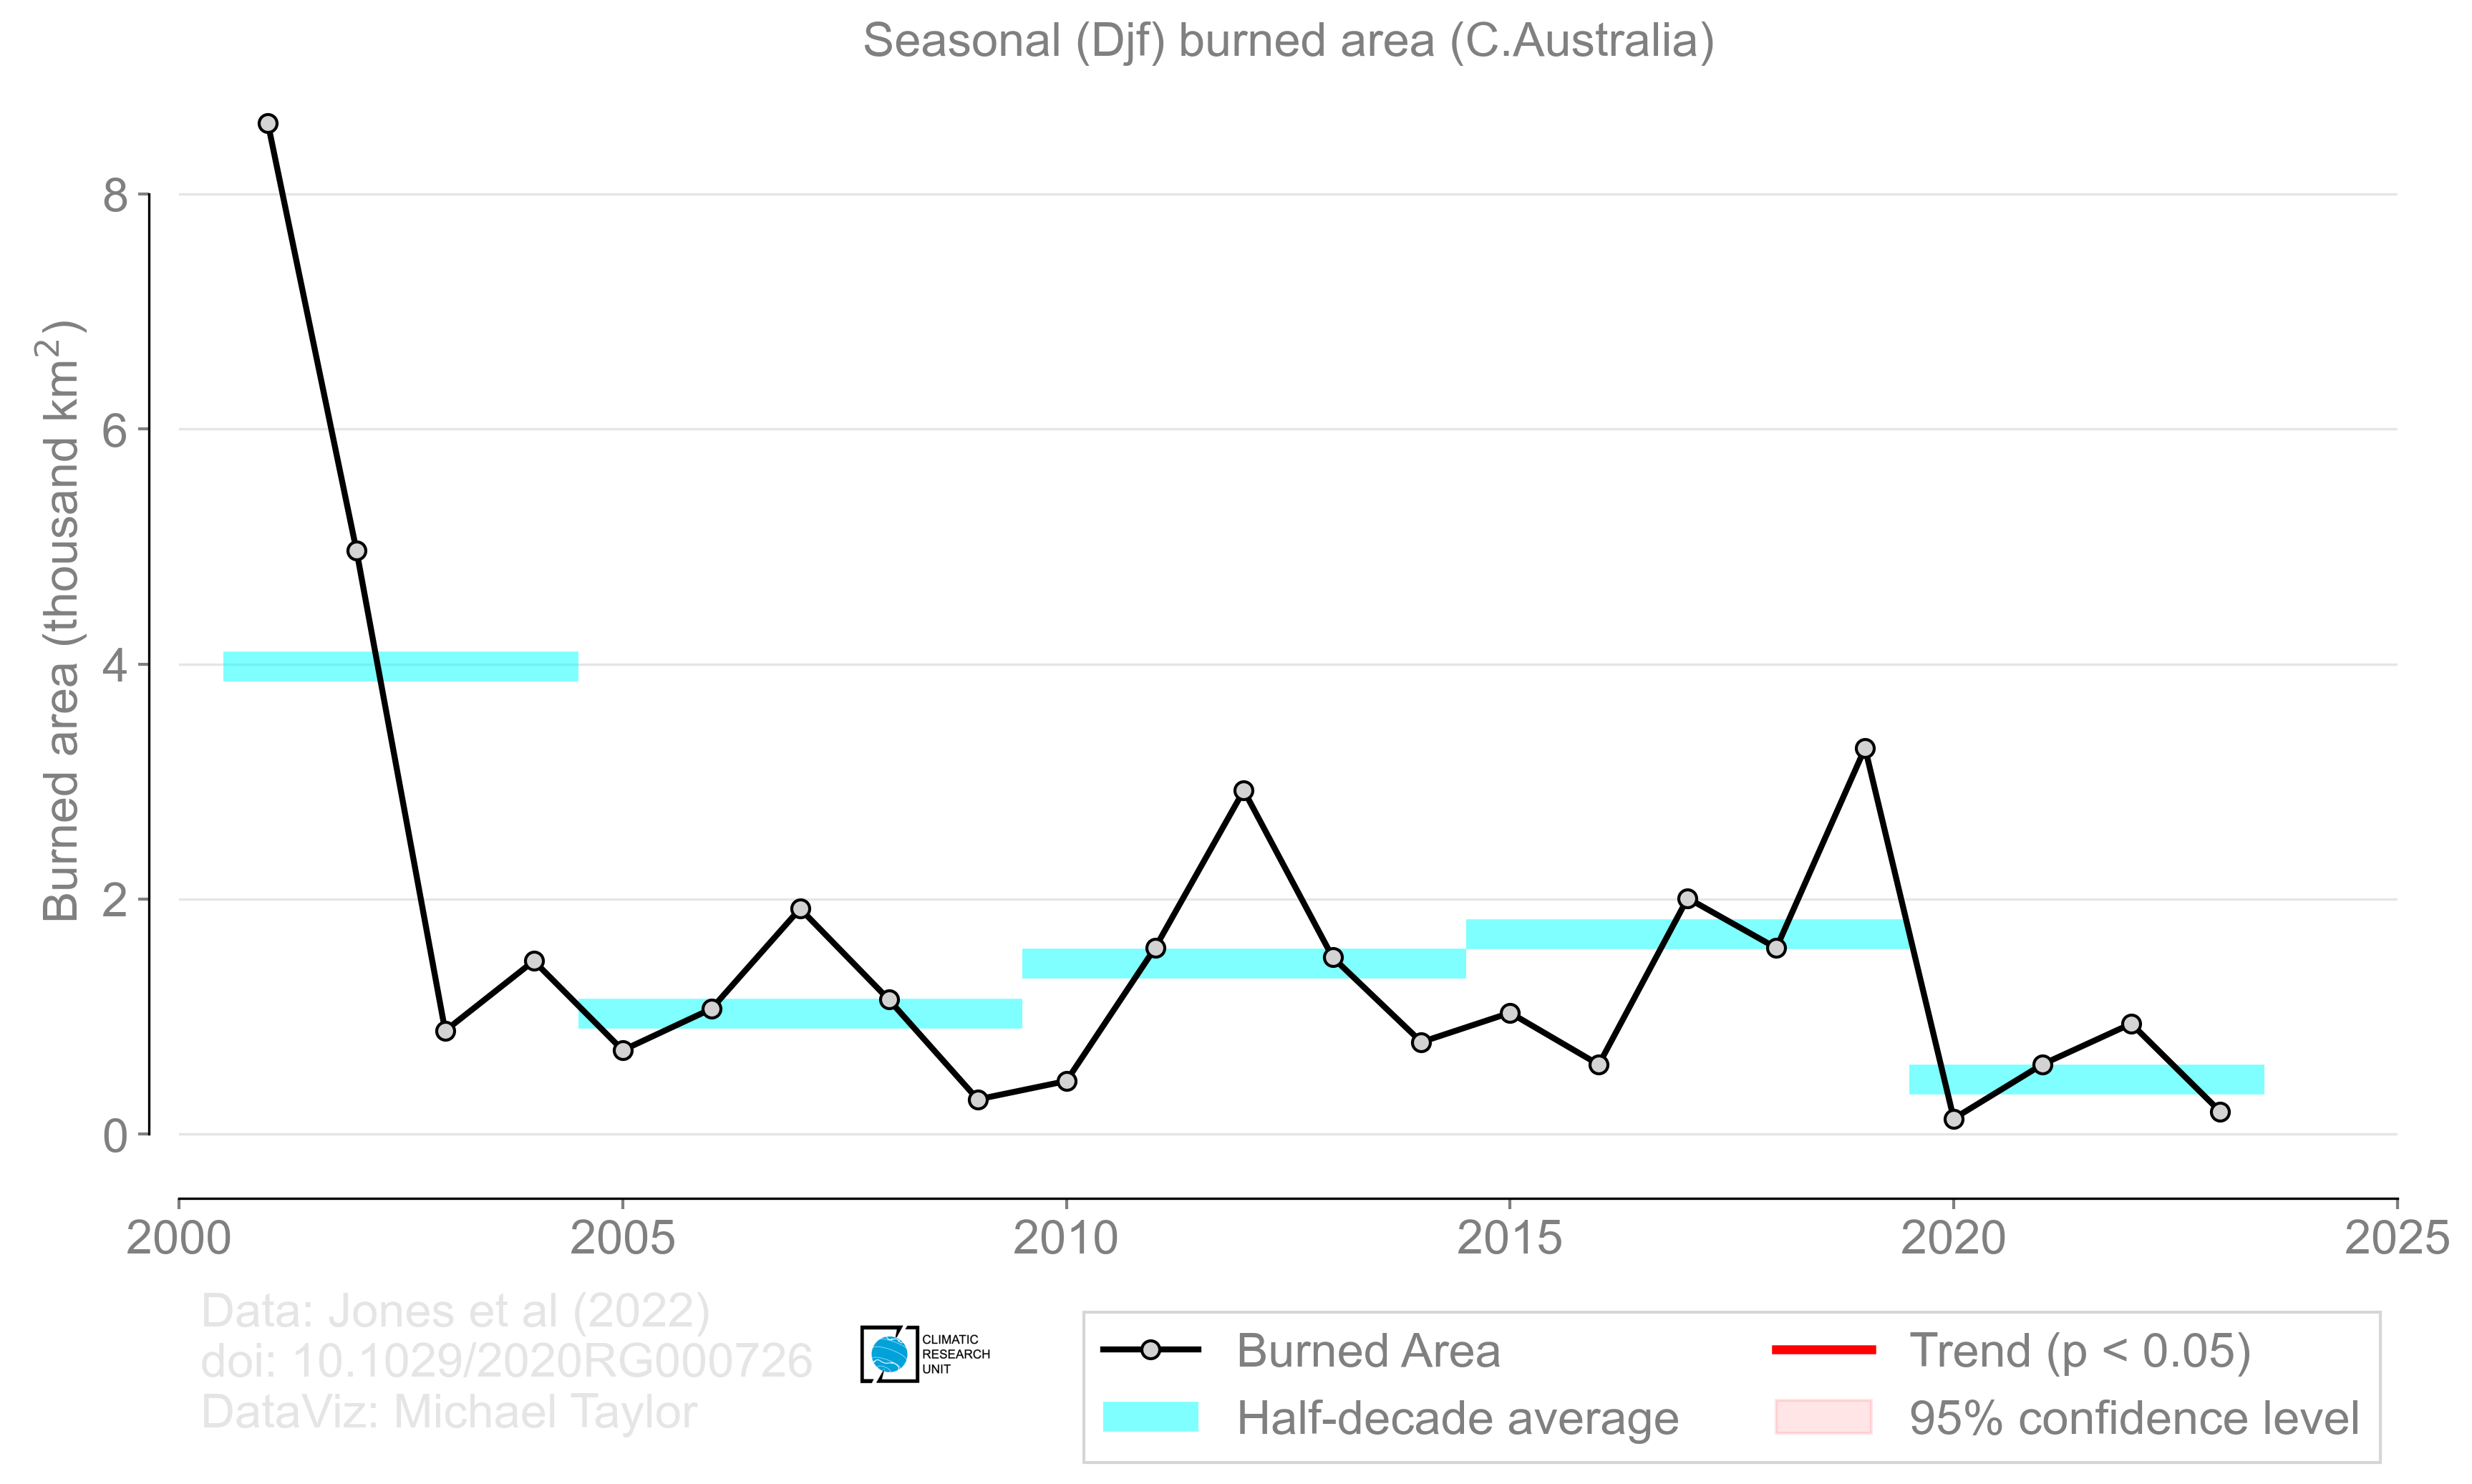 Seasonal (Djf) burned area (C.Australia)
Burned area (thousand km²)
8
6
4
2
0
2000 2005 2010 2015 2020 2025
Data: Jones et al (2022)
doi: 10.1029/2020RG000726
DataViz: Michael Taylor
CLIMATIC
RESEARCH
UNIT
Burned Area
Half-decade average
Trend (p < 0.05)
95% confidence level